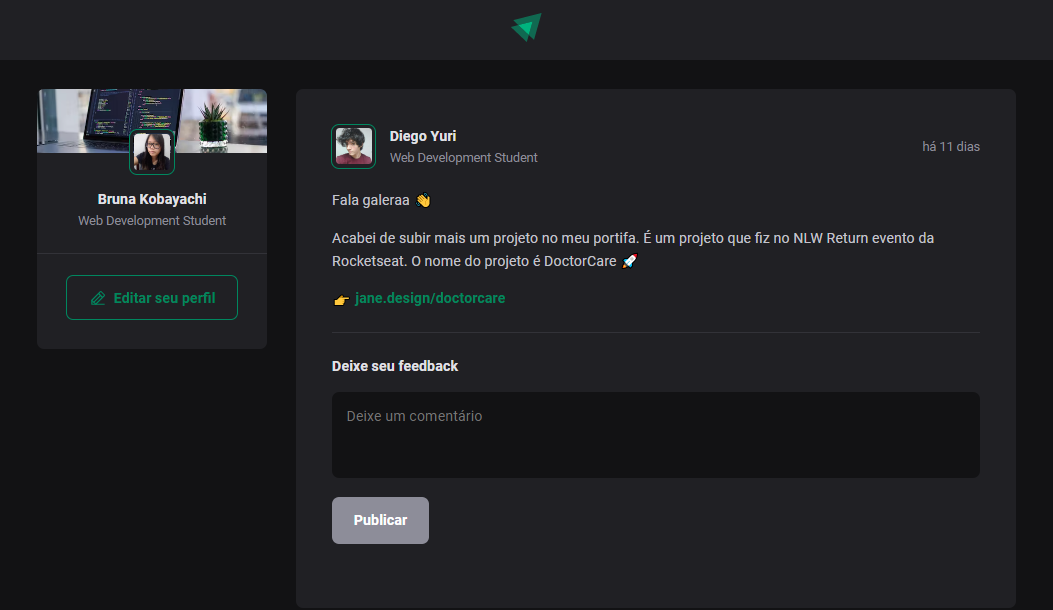 Bruna Kobayachi
Web Development Student
Editar seu perfil
Diego Yuri
Web Development Student
há 11 dias
Fala galeraa 👋
Acabei de subir mais um projeto no meu portifa. É um projeto que fiz no NLW Return evento da
Rocketseat. O nome do projeto é DoctorCare 🚀
👉 jane.design/doctorcare
Deixe seu feedback
Deixe um comentário
Publicar